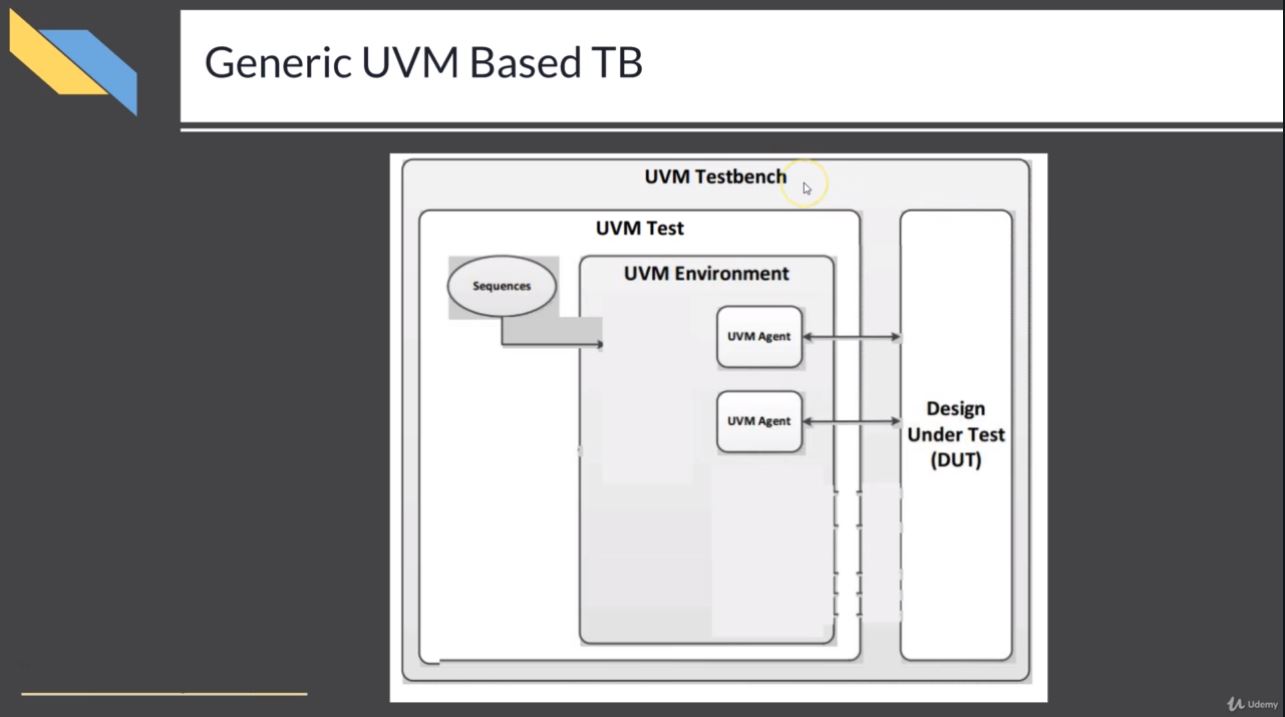 Generic UVM Based TB
UVM Testbench
UVM Test
Sequences
UVM Environment
UVM Agent
UVM Agent
Design
Under Test
(DUT)
Udemy